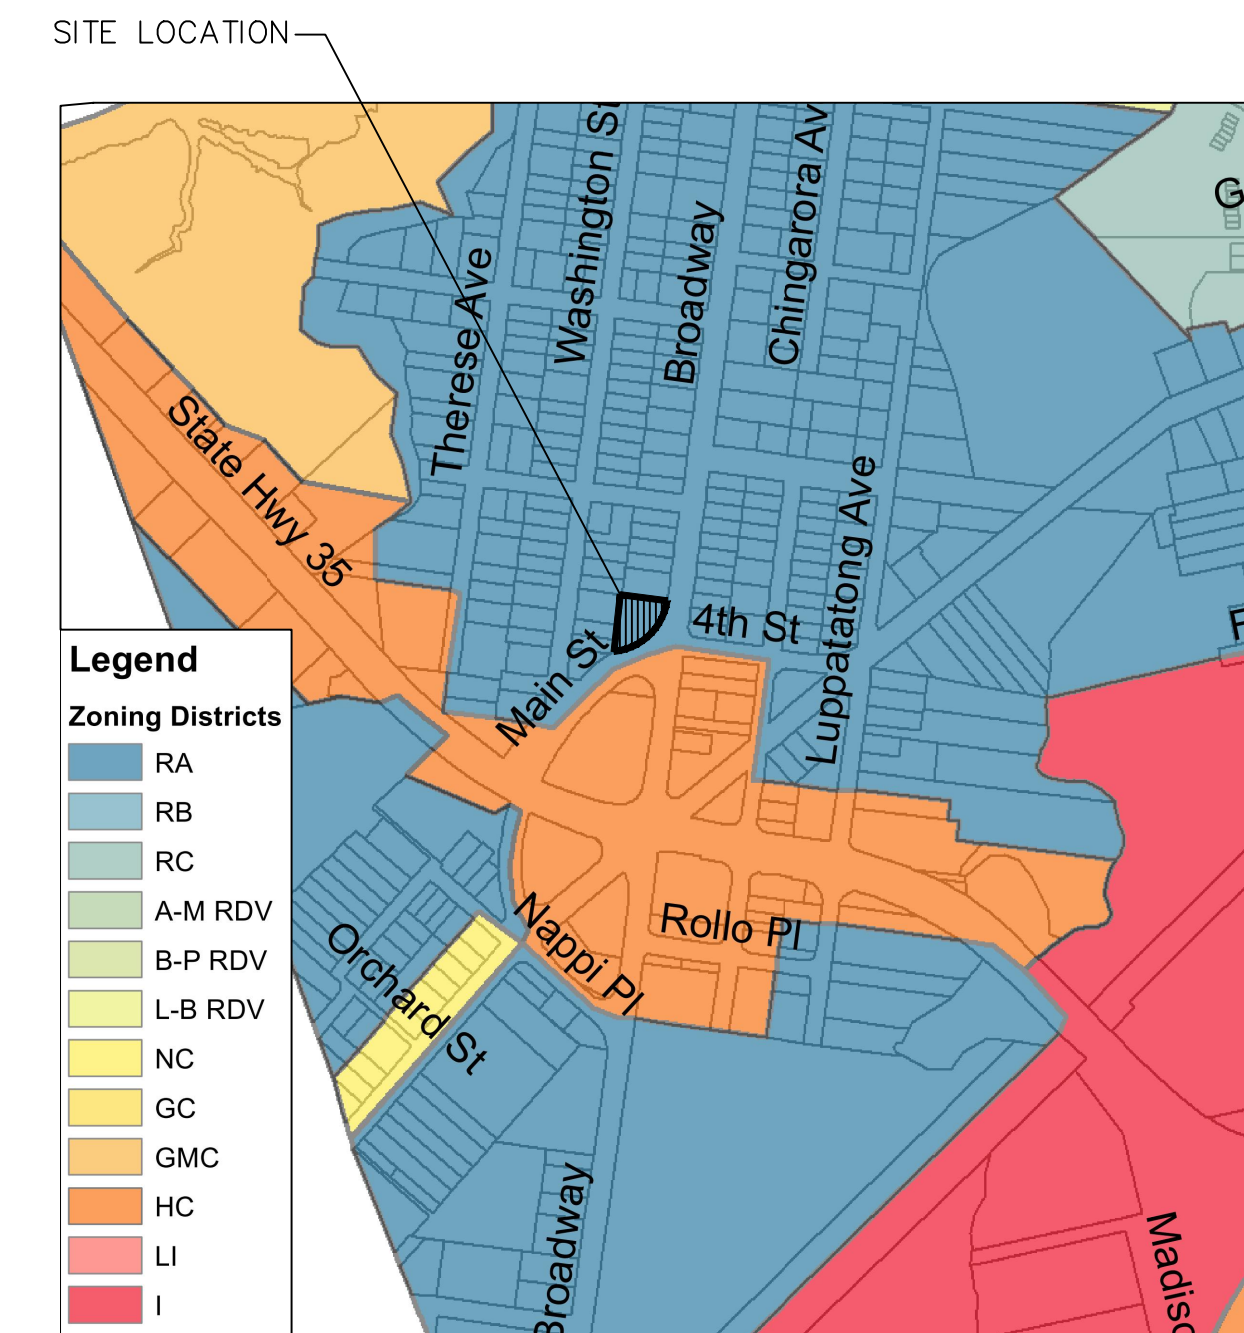 SITE LOCATION
Washington St
Chingarora Av
G
Broadway
Therese Ave
State Hwy 35
Luppatatong Ave
4th St
Main St
Legend
Zoning Districts
RA
RB
RC
A-M RDV
B-P RDV
L-B RDV
NC
GC
GMC
HC
LI
I
Rollo Pl
Nappi Pl
Orchard St
Broadway
Madisc